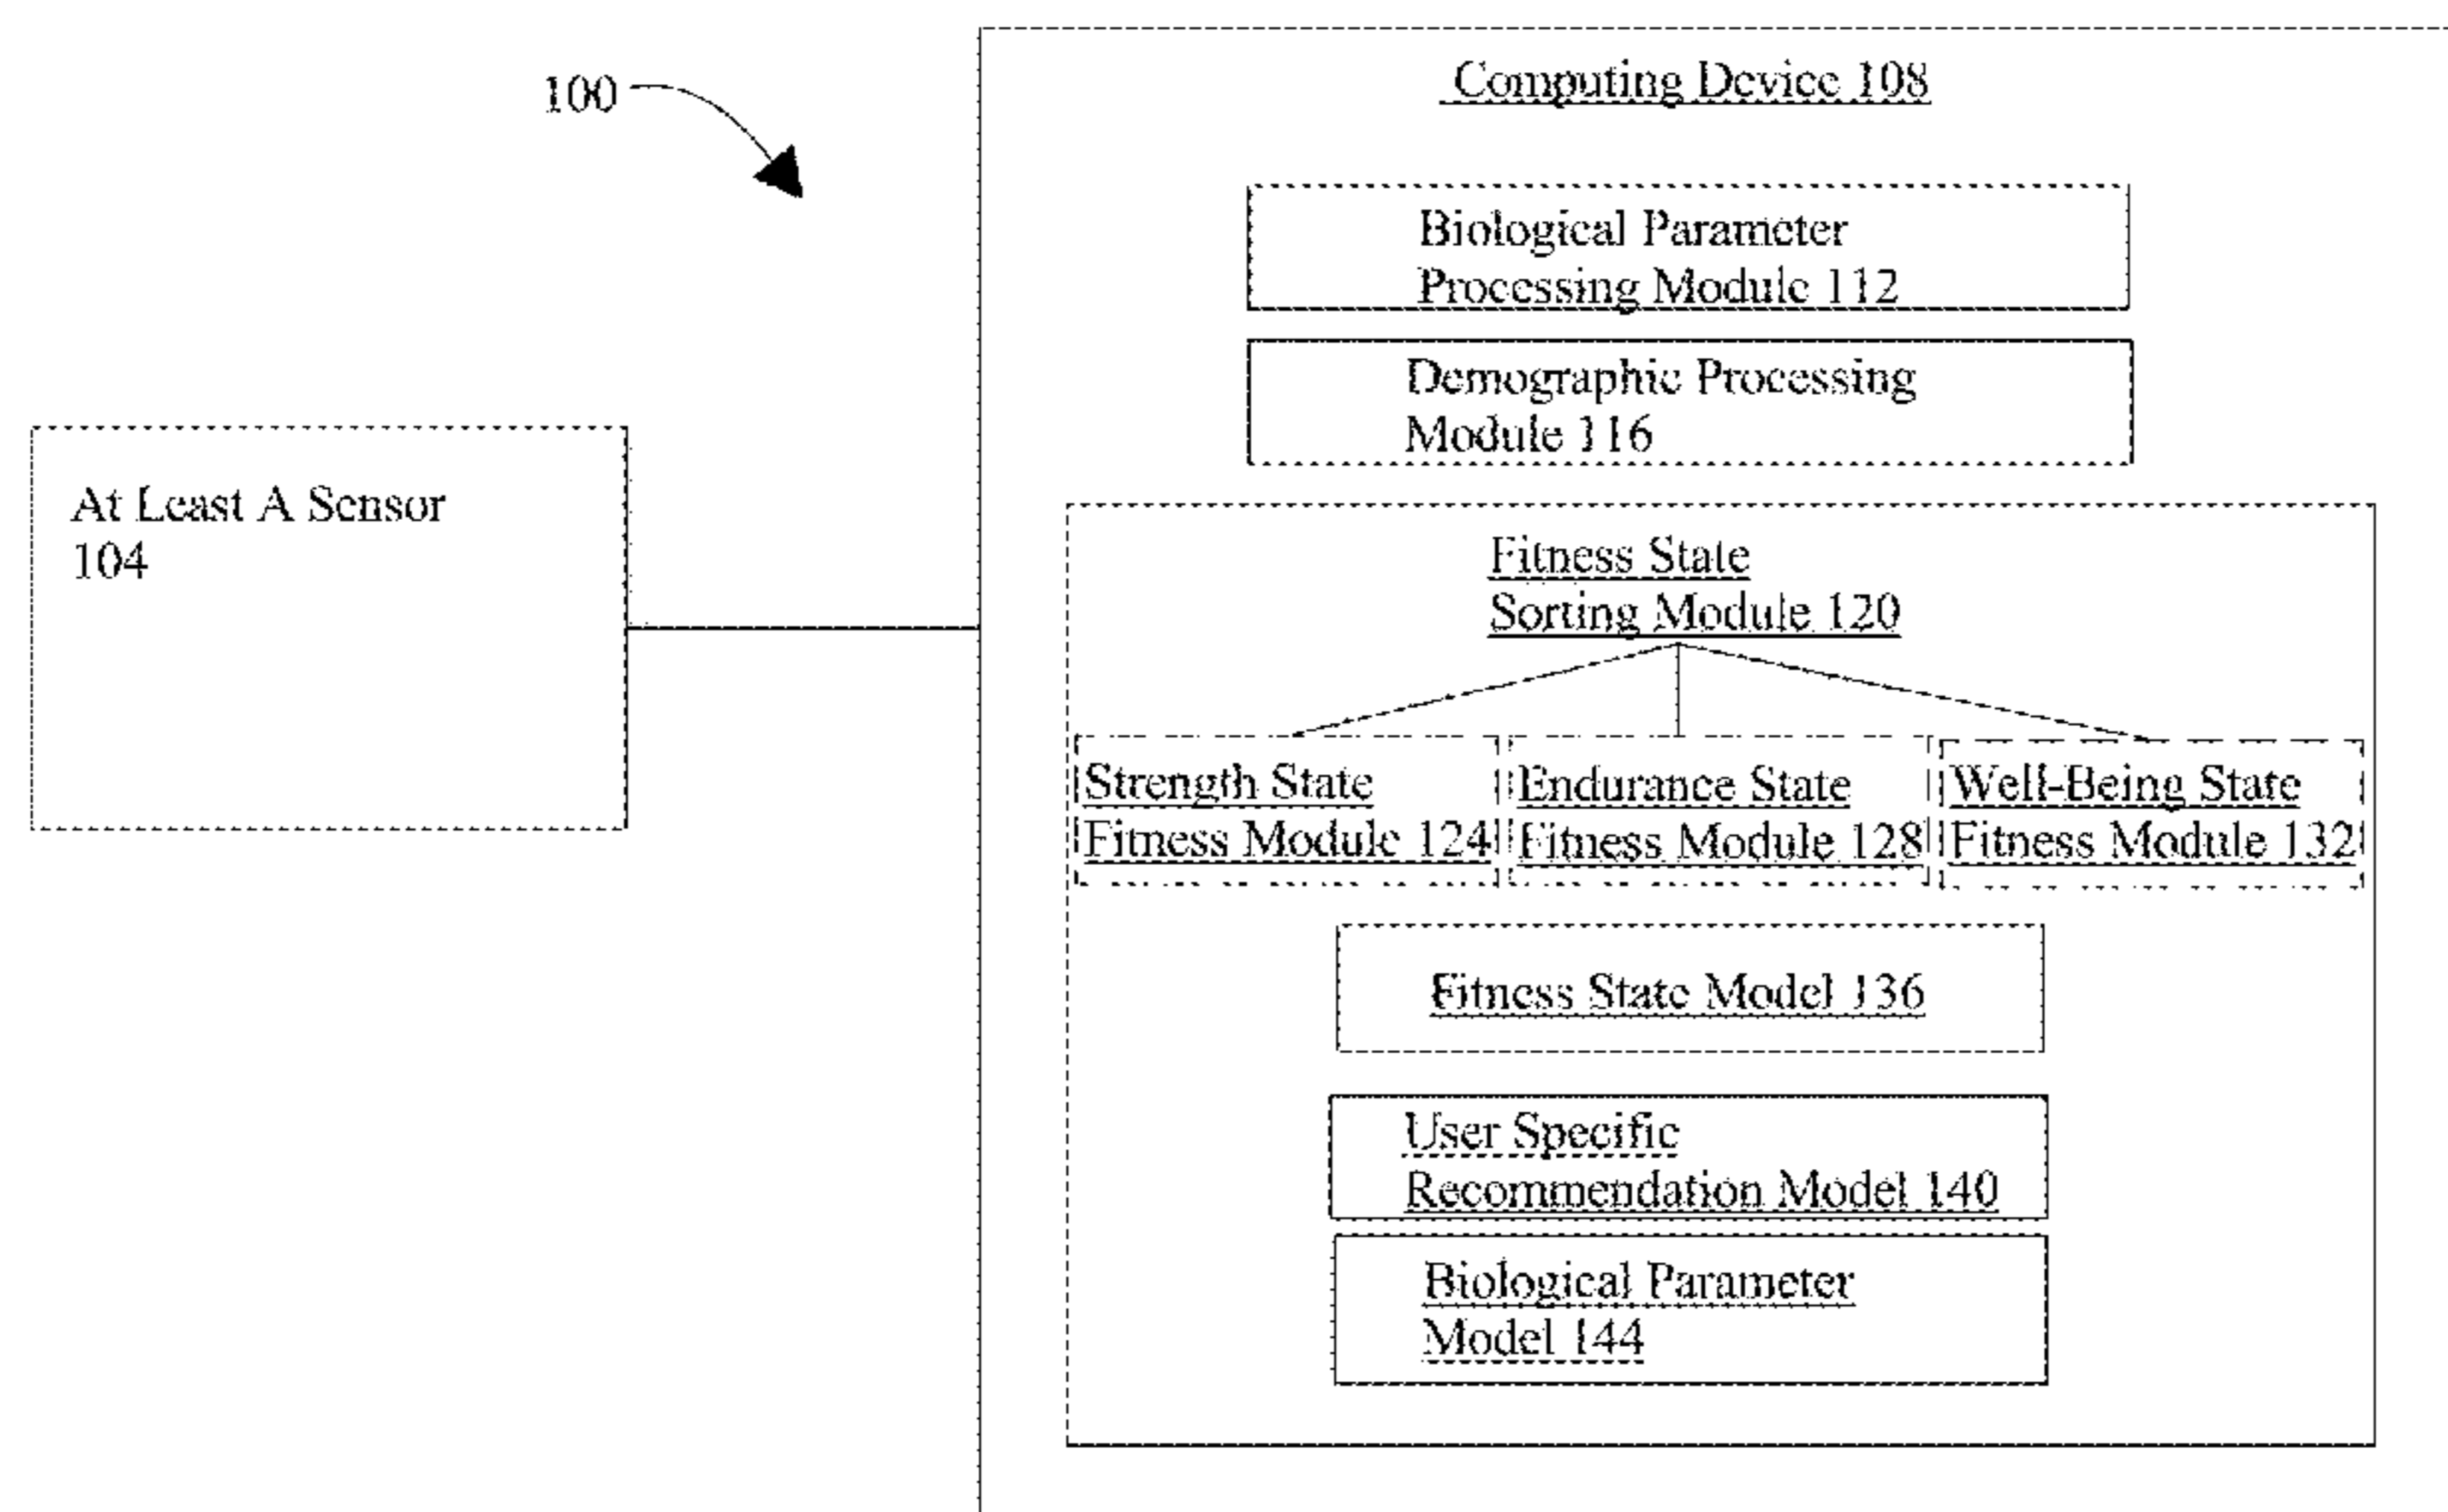 100
Computing Device 108
Biological Parameter
Processing Module 112
Demographic Processing
Module 116
At Least A Sensor
104
Fitness State
Sorting Module 120
Strength State
Fitness Module 124
Endurance State
Fitness Module 128
Well-Being State
Fitness Module 132
Fitness State Model 136
User Specific
Recommendation Model 140
Biological Parameter
Model 144